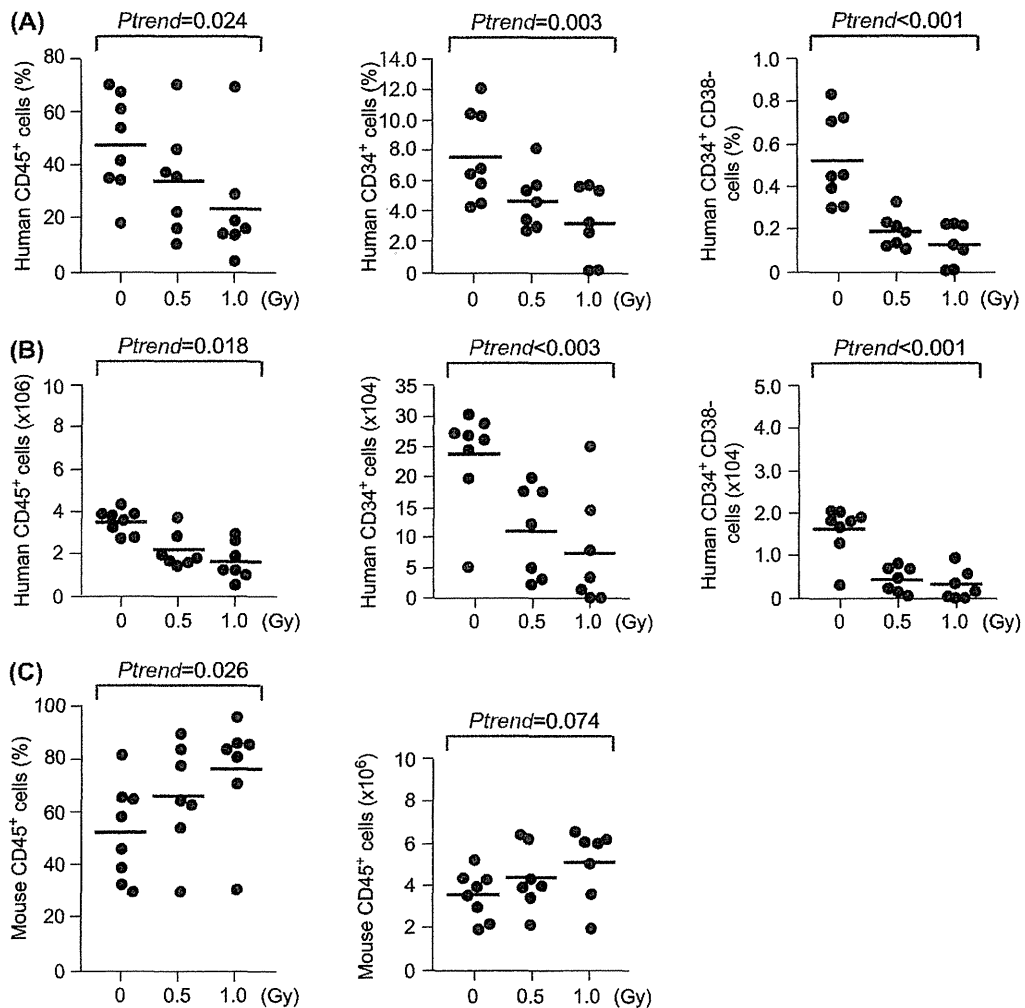 (A)
Ptrend=0.024
Human CD45+ cells (%)
80
60
40
20
0
0 0.5 1.0 (Gy)
Ptrend=0.003
Human CD34+ cells (%)
14.0
12.0
10.0
8.0
6.0
4.0
2.0
0
0 0.5 1.0 (Gy)
Ptrend<0.001
Human CD34+ CD38-
cells (%)
1.0
0.8
0.6
0.4
0.2
0
0 0.5 1.0 (Gy)
(B)
Ptrend=0.018
Human CD45+ cells (x106)
10
8
6
4
2
0
0 0.5 1.0 (Gy)
Ptrend<0.003
Human CD34+ cells (x104)
35
30
25
20
15
10
5
0
0 0.5 1.0 (Gy)
Ptrend<0.001
Human CD34+ CD38-
cells (x104)
5.0
4.0
3.0
2.0
1.0
0
0 0.5 1.0 (Gy)
(C)
Ptrend=0.026
Mouse CD45+ cells (%)
100
80
60
40
20
0
0 0.5 1.0 (Gy)
Ptrend=0.074
Mouse CD45+ cells (x10⁶)
10
8
6
4
2
0
0 0.5 1.0 (Gy)